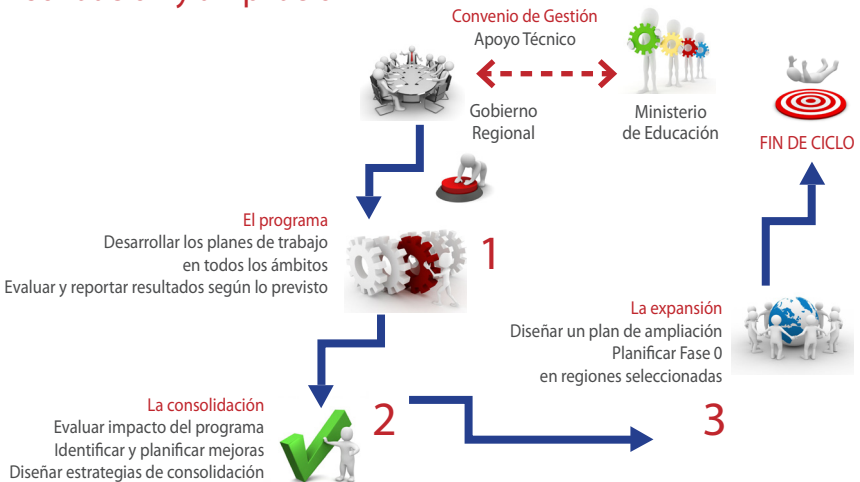 Convenio de Gestión
Apoyo Técnico
Gobierno
Regional
Ministerio
de Educación
FIN DE CICLO
El programa
Desarrollar los planes de trabajo
en todos los ámbitos
Evaluar y reportar resultados según lo previsto
1
La expansión
Diseñar un plan de ampliación
Planificar Fase 0
en regiones seleccionadas
3
La consolidación
Evaluar impacto del programa
Identificar y planificar mejoras
Diseñar estrategias de consolidación
2